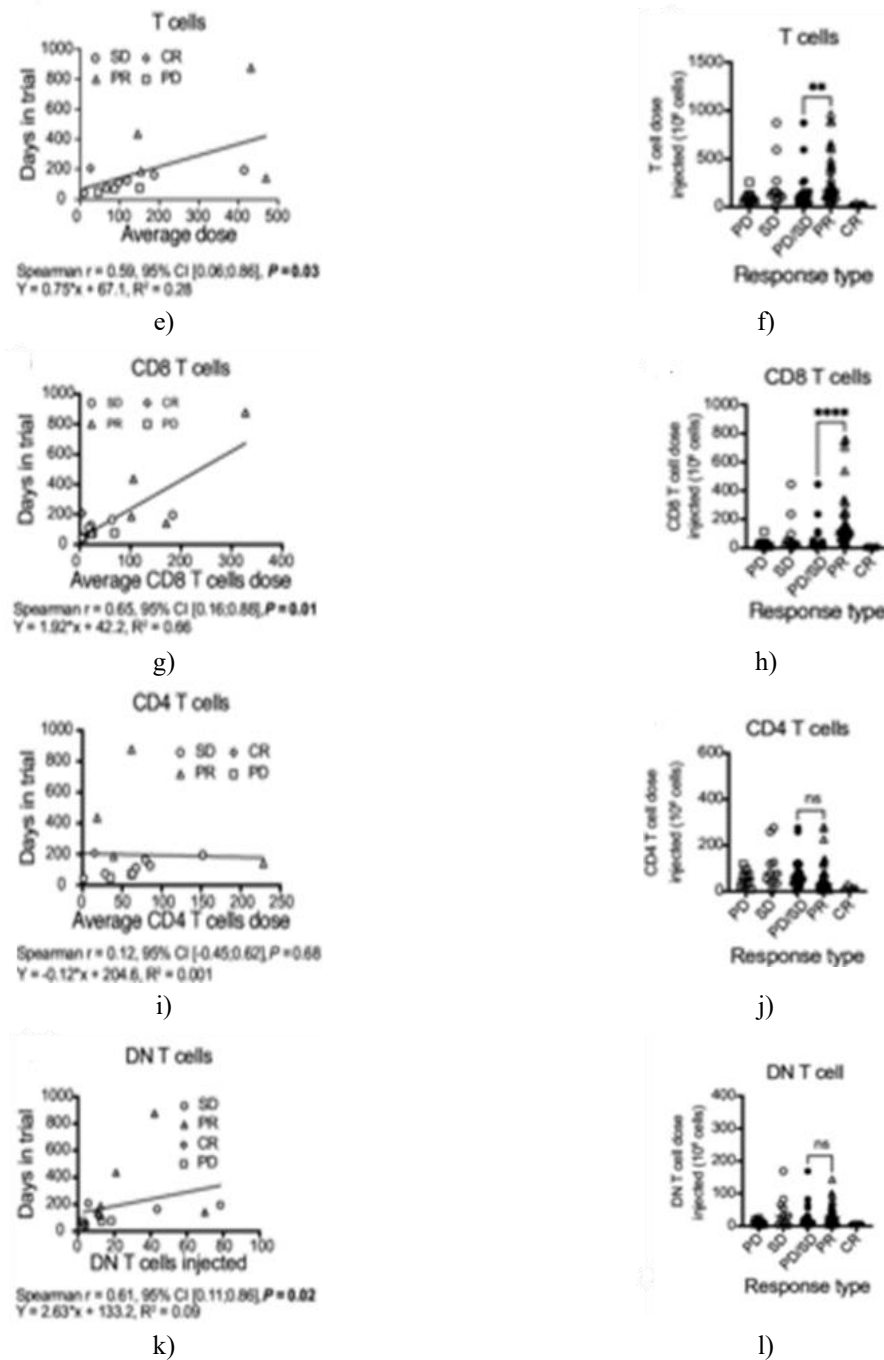 T cells
1000
800
600
400
200
0
SD CR
PR PD
Days in trial
0 100 200 300 400 500
Average dose
Spearman r = 0.59, 95% CI [0.06;0.86], P = 0.03
Y = 0.75*x + 67.1, R² = 0.28
e)
T cells
1500
1000
500
0
T cell dose
injected (10⁶ cells)
PD SD PD/SD PR CR
Response type
f)
CD8 T cells
1000
800
600
400
200
0
SD CR
PR PD
Days in trial
0 100 200 300 400
Average CD8 T cells dose
Spearman r = 0.65, 95% CI [0.16;0.88], P = 0.01
Y = 1.92*x + 42.2, R² = 0.66
g)
CD8 T cells
1000
800
600
400
200
0
CD8 T cell dose
injected (10⁶ cells)
PD SD PD/SD PR CR
Response type
h)
CD4 T cells
1000
800
600
400
200
0
SD CR
PR PD
Days in trial
0 50 100 150 200 250
Average CD4 T cells dose
Spearman r = 0.12, 95% CI [-0.45;0.62], P = 0.68
Y = -0.12*x + 204.6, R² = 0.001
i)
CD4 T cells
600
400
200
0
CD4 T cell dose
injected (10⁶ cells)
ns
PD SD PD/SD PR CR
Response type
j)
DN T cells
1000
800
600
400
200
0
SD
PR
CR
PD
Days in trial
0 20 40 60 80 100
DN T cells injected
Spearman r = 0.61, 95% CI [0.11;0.86], P = 0.02
Y = 2.63*x + 133.2, R² = 0.09
k)
DN T cell
400
300
200
100
0
DN T cell dose
injected (10⁶ cells)
ns
PD SD PD/SD PR CR
Response type
l)